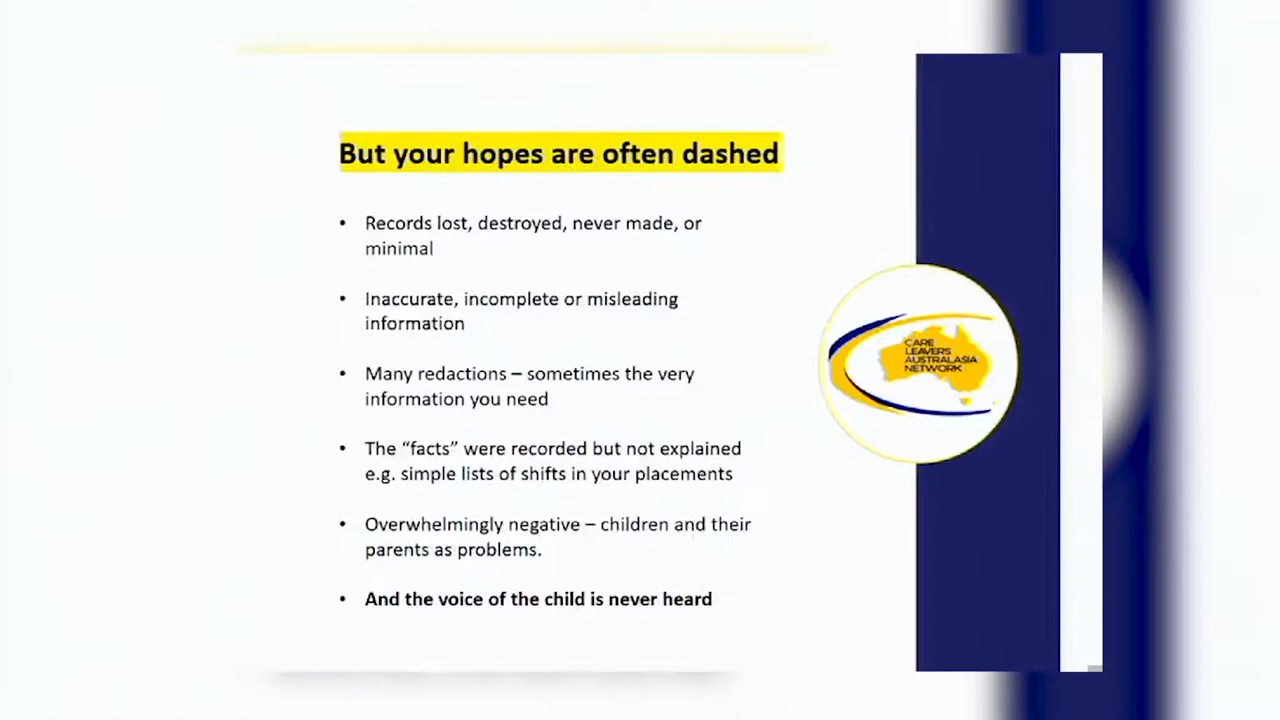 But your hopes are often dashed
• Records lost, destroyed, never made, or
minimal
• Inaccurate, incomplete or misleading
information
• Many redactions – sometimes the very
information you need
• The “facts” were recorded but not explained
e.g. simple lists of shifts in your placements
• Overwhelmingly negative – children and their
parents as problems.
• And the voice of the child is never heard
CARE
LEAVERS
AUSTRALASIA
NETWORK